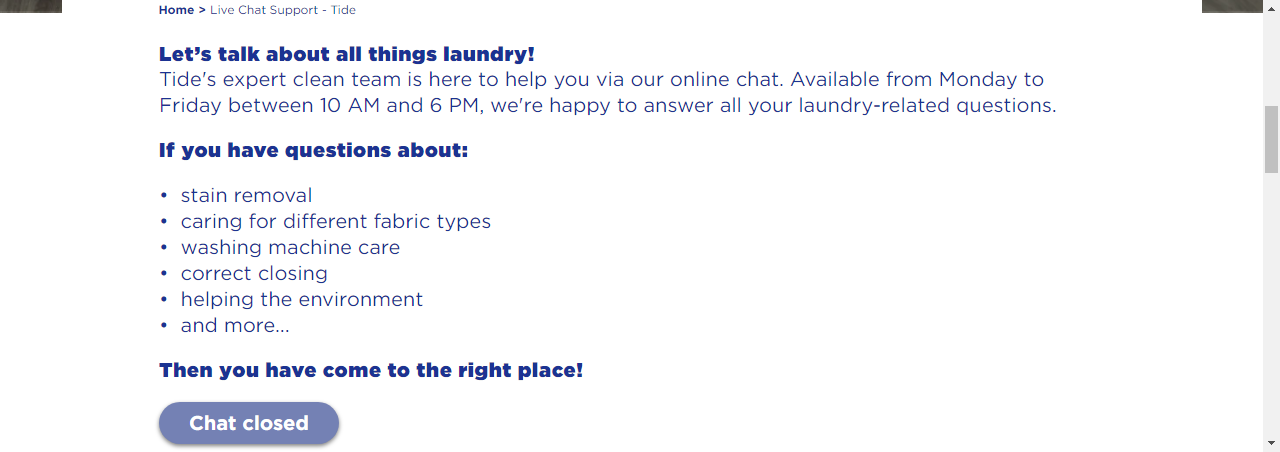 Home > Live Chat Support - Tide
Let’s talk about all things laundry!
Tide's expert clean team is here to help you via our online chat. Available from Monday to
Friday between 10 AM and 6 PM, we're happy to answer all your laundry-related questions.
If you have questions about:
• stain removal
• caring for different fabric types
• washing machine care
• correct closing
• helping the environment
• and more...
Then you have come to the right place!
Chat closed